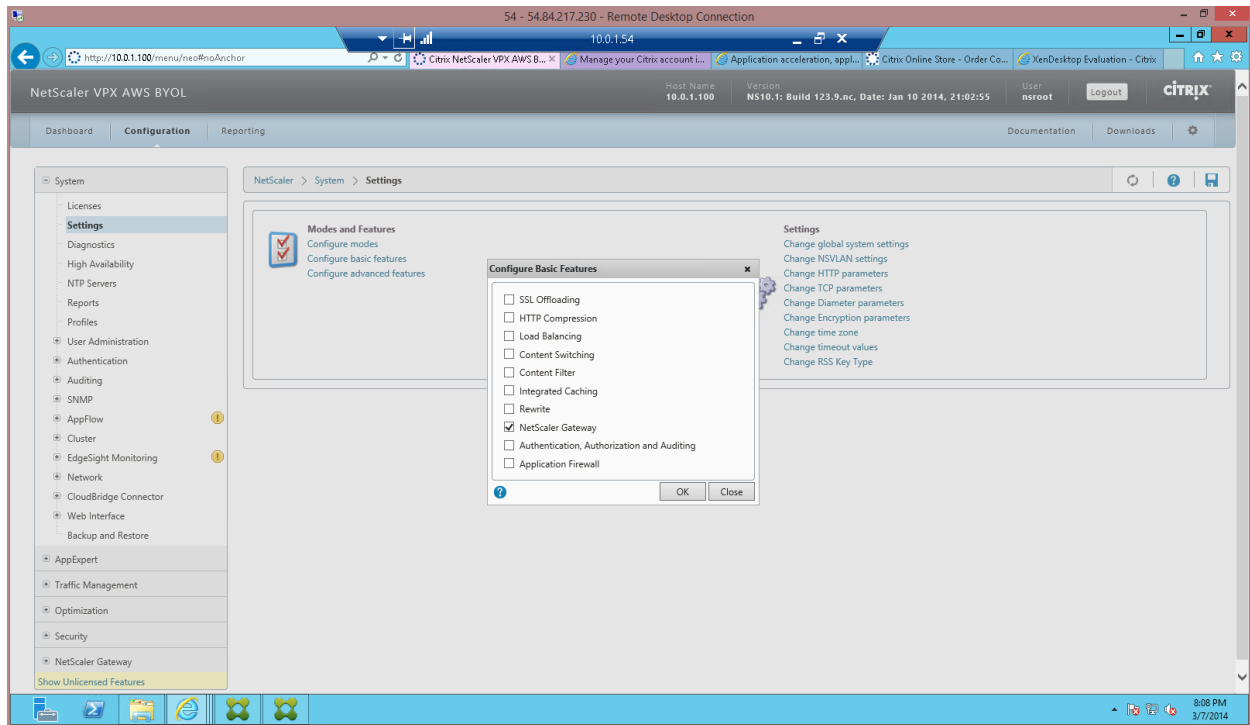 54 - 54.84.217.230 - Remote Desktop Connection
10.0.1.54
http://10.0.1.100/menu/neo#noAnchor
Citrix NetScaler VPX AWS B...
Manage your Citrix account i...
Application acceleration, appl...
Citrix Online Store - Order Co...
XenDesktop Evaluation - Citrix
NetScaler VPX AWS BYOL
Host Name
10.0.1.100
Version
NS10.1: Build 123.9.nc, Date: Jan 10 2014, 21:02:55
User
nsroot
Logout
CITRIX
Dashboard
Configuration
Reporting
Documentation
Downloads
System
Licenses
Settings
Diagnostics
High Availability
NTP Servers
Reports
Profiles
User Administration
Authentication
Auditing
SNMP
AppFlow
Cluster
EdgeSight Monitoring
Network
CloudBridge Connector
Web Interface
Backup and Restore
AppExpert
Traffic Management
Optimization
Security
NetScaler Gateway
Show Unlicensed Features
NetScaler > System > Settings
Modes and Features
Configure modes
Configure basic features
Configure advanced features
Settings
Change global system settings
Change NSVLAN settings
Change HTTP parameters
Change TCP parameters
Change Diameter parameters
Change Encryption parameters
Change time zone
Change timeout values
Change RSS Key Type
Configure Basic Features
SSL Offloading
HTTP Compression
Load Balancing
Content Switching
Content Filter
Integrated Caching
Rewrite
NetScaler Gateway
Authentication, Authorization and Auditing
Application Firewall
OK
Close
8:08 PM
3/7/2014